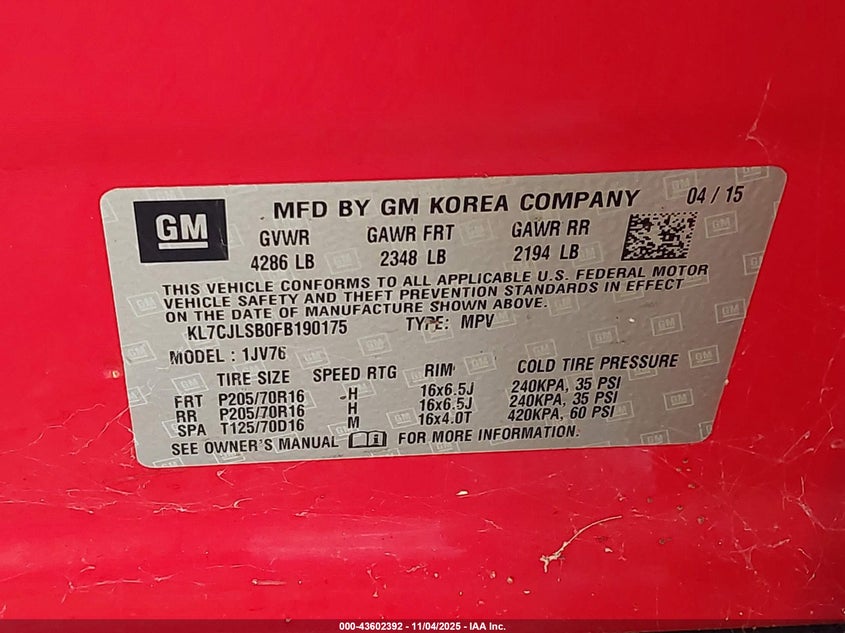 GM MFD BY GM KOREA COMPANY 04 / 15
GVWR GAWR FRT GAWR RR
4286 LB 2348 LB 2194 LB
THIS VEHICLE CONFORMS TO ALL APPLICABLE U.S. FEDERAL MOTOR
VEHICLE SAFETY AND THEFT PREVENTION STANDARDS IN EFFECT
ON THE DATE OF MANUFACTURE SHOWN ABOVE.
KL7CJLSB0FB190175 TYPE: MPV
MODEL : 1JV76
TIRE SIZE SPEED RTG RIM COLD TIRE PRESSURE
FRT P205/70R16 H 16x6.5J 240KPA, 35 PSI
RR P205/70R16 H 16x6.5J 240KPA, 35 PSI
SPA T125/70D16 M 16x4.0T 420KPA, 60 PSI
SEE OWNER'S MANUAL FOR MORE INFORMATION.
000-43602392 - 11/04/2025 - IAA Inc.